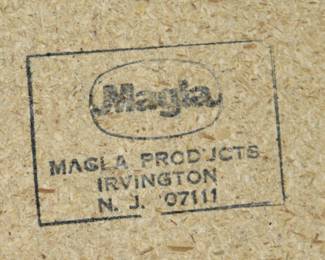 Magla
MAGLA PRODUCTS
IRVINGTON
N. J. 07111